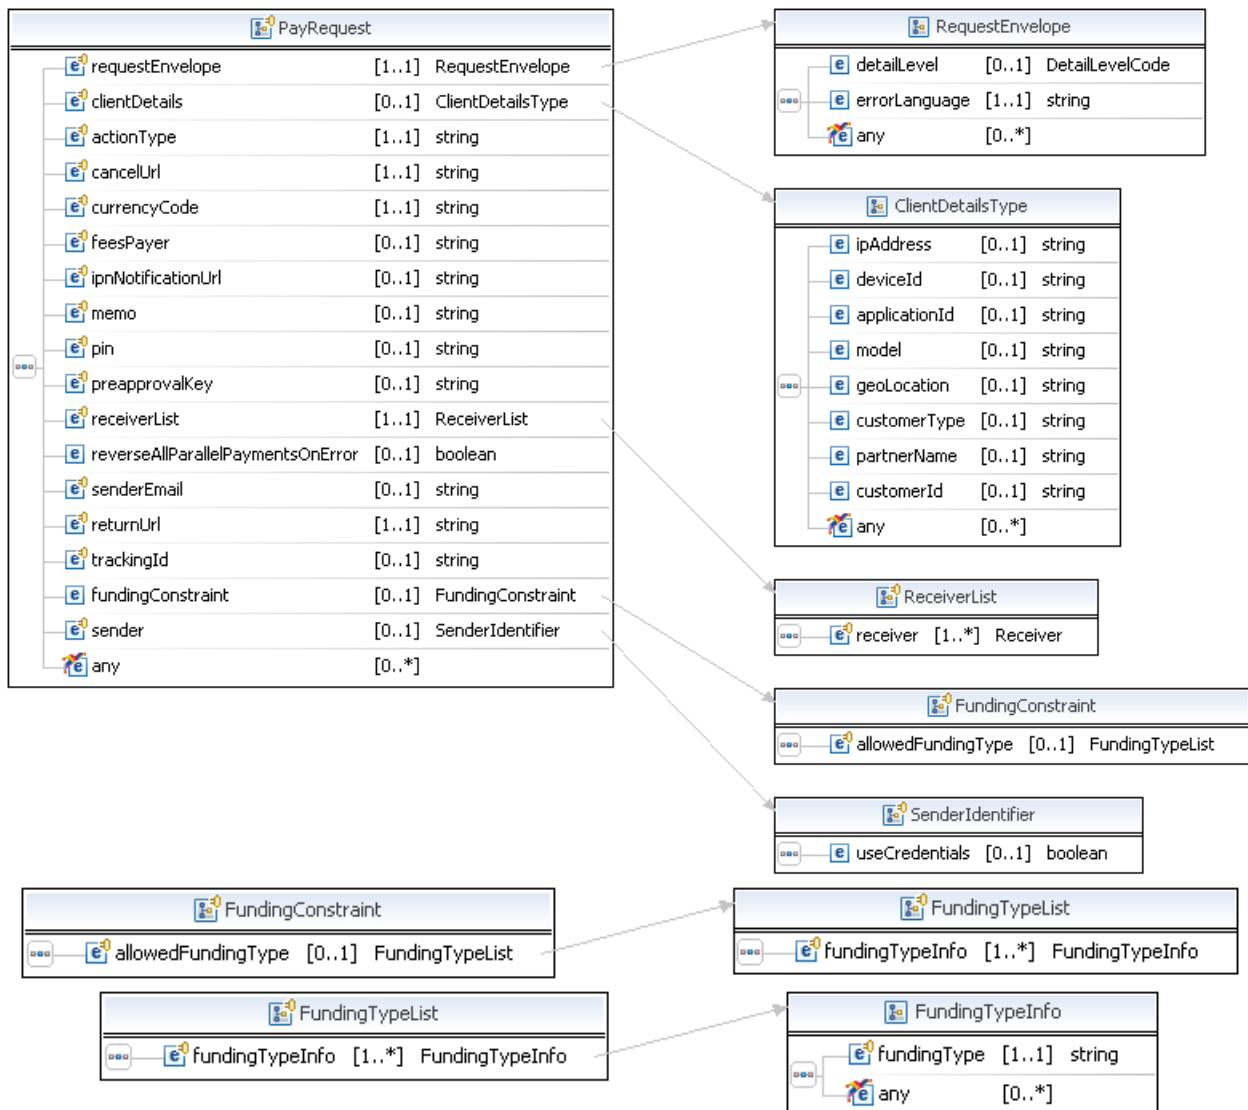 PayRequest
requestEnvelope [1..1] RequestEnvelope
clientDetails [0..1] ClientDetailsType
actionType [1..1] string
cancelUrl [1..1] string
currencyCode [1..1] string
feesPayer [0..1] string
ipnNotificationUrl [0..1] string
memo [0..1] string
pin [0..1] string
preapprovalKey [0..1] string
receiverList [1..1] ReceiverList
reverseAllParallelPaymentsOnError [0..1] boolean
senderEmail [0..1] string
returnUrl [1..1] string
trackingId [0..1] string
fundingConstraint [0..1] FundingConstraint
sender [0..1] SenderIdentifier
any [0..*]
RequestEnvelope
detailLevel [0..1] DetailLevelCode
errorLanguage [1..1] string
any [0..*]
ClientDetailsType
ipAddress [0..1] string
deviceId [0..1] string
applicationId [0..1] string
model [0..1] string
geoLocation [0..1] string
customerType [0..1] string
partnerName [0..1] string
customerId [0..1] string
any [0..*]
ReceiverList
receiver [1..*] Receiver
FundingConstraint
allowedFundingType [0..1] FundingTypeList
SenderIdentifier
useCredentials [0..1] boolean
FundingConstraint
allowedFundingType [0..1] FundingTypeList
FundingTypeList
fundingTypeInfo [1..*] FundingTypeInfo
FundingTypeList
fundingTypeInfo [1..*] FundingTypeInfo
FundingTypeInfo
fundingType [1..1] string
any [0..*]